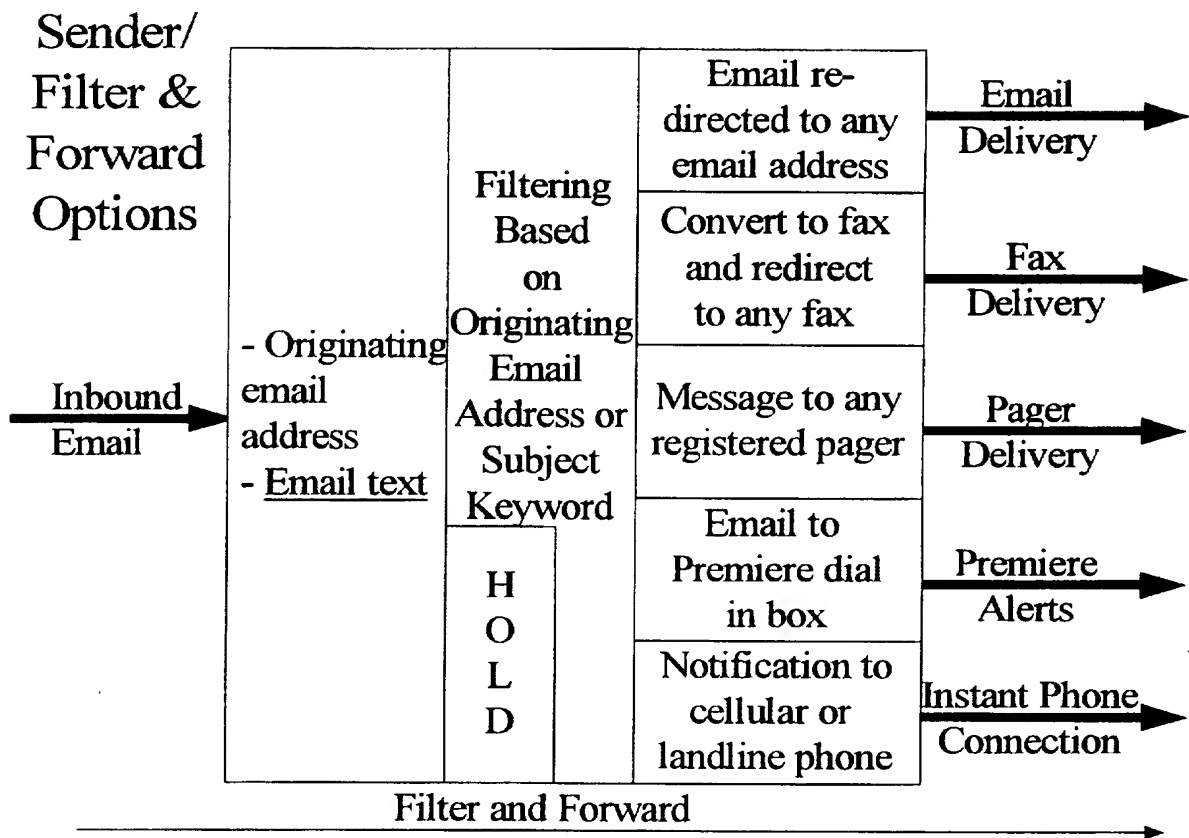 Sender/
Filter &
Forward
Options
Inbound
Email
- Originating
email
address
- Email text
Filtering
Based
on
Originating
Email
Address or
Subject
Keyword
H
O
L
D
Email re-
directed to any
email address
Email
Delivery
Convert to fax
and redirect
to any fax
Fax
Delivery
Message to any
registered pager
Pager
Delivery
Email to
Premiere dial
in box
Premiere
Alerts
Notification to
cellular or
landline phone
Instant Phone
Connection
Filter and Forward